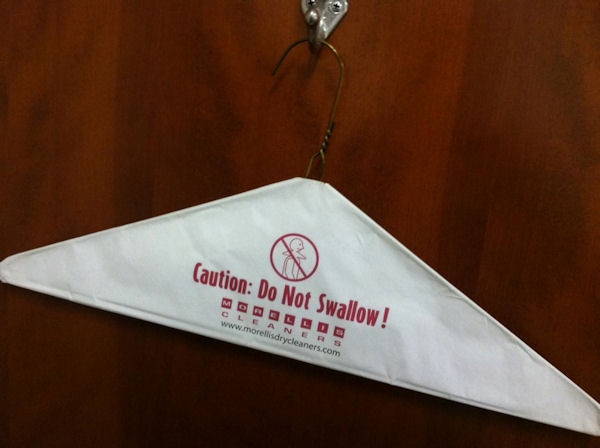 Caution: Do Not Swallow!
MORELLIS
CLEANERS
www.morellisdrycleaners.com